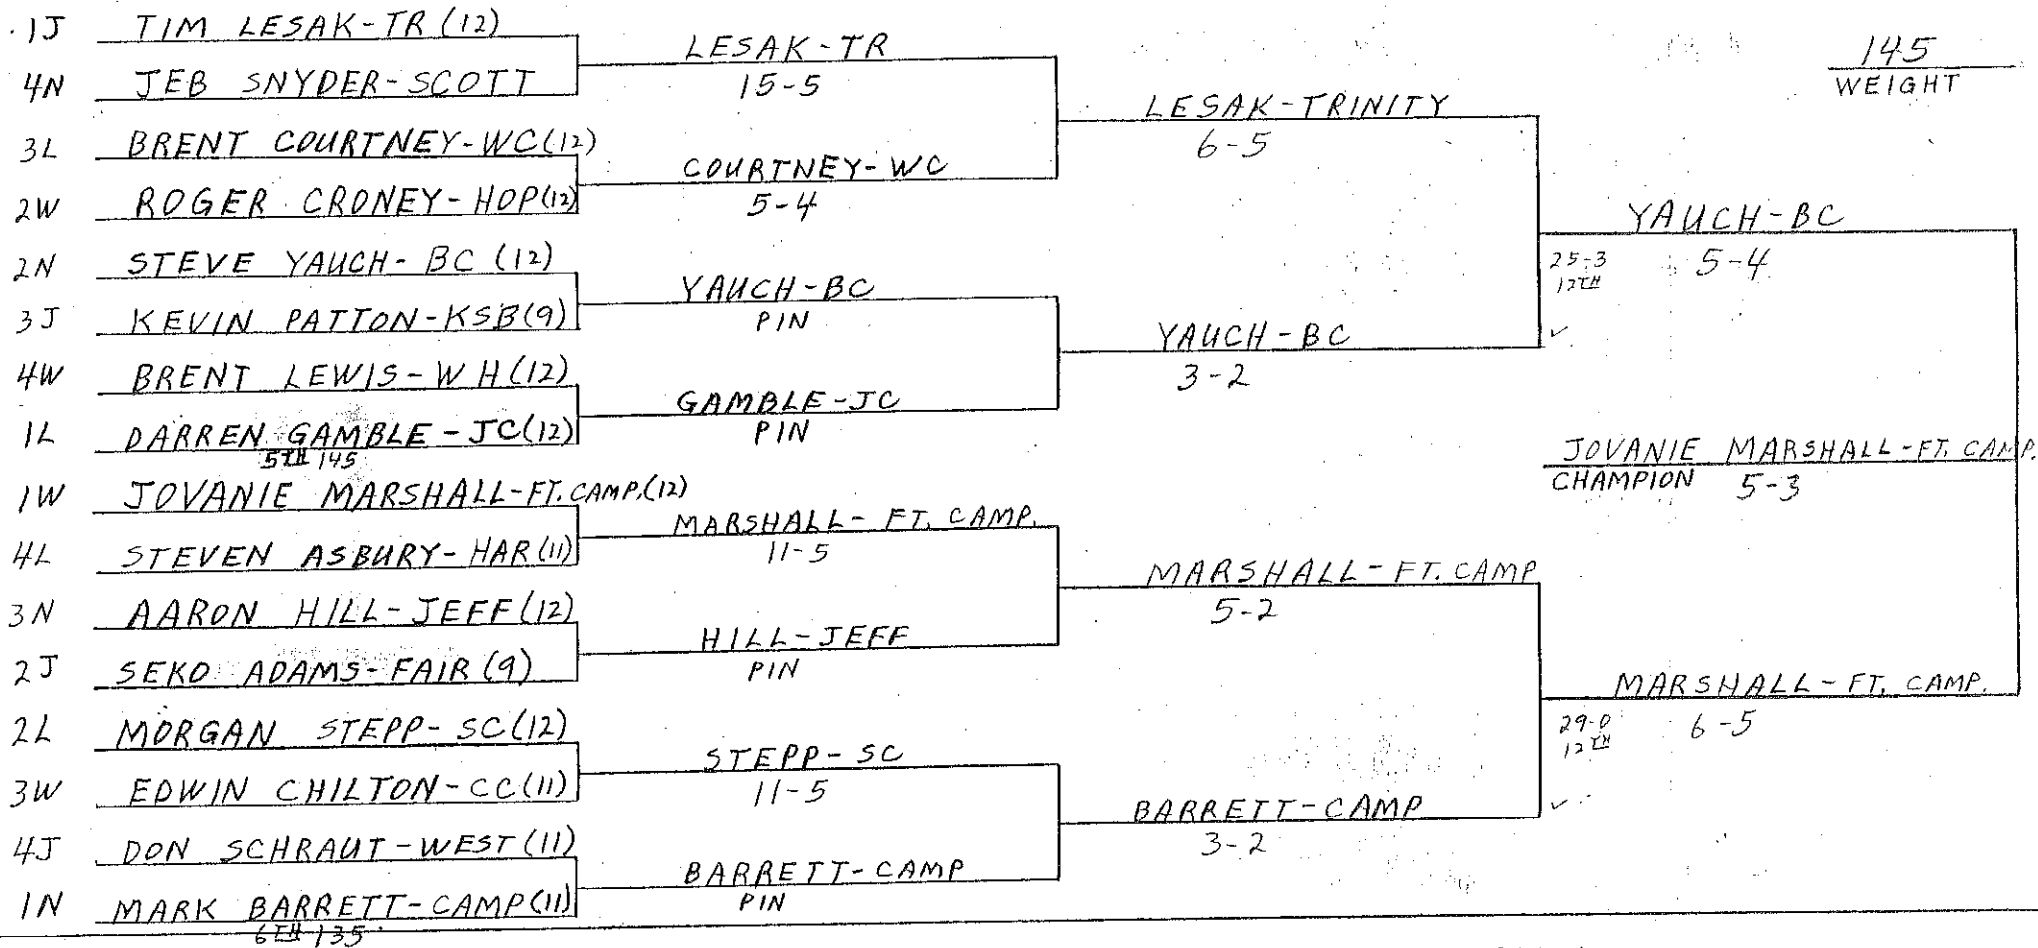 1J TIM LESAK-TR (12)
4N JEB SNYDER-SCOTT
3L BRENT COURTNEY-WC(12)
2W ROGER CRONEY-HOP(12)
2N STEVE YAUCH-BC (12)
3J KEVIN PATTON-KSB(9)
4W BRENT LEWIS-WH(12)
1L DARREN GAMBLE-JC(12)
5TH 145
1W JOVANIE MARSHALL-FT.CAMP.(12)
4L STEVEN ASBURY-HAR(11)
3N AARON HILL-JEFF(12)
2J SEKO ADAMS-FAIR(9)
2L MORGAN STEPP-SC(12)
3W EDWIN CHILTON-CC(11)
4J DON SCHRAUT-WEST(11)
1N MARK BARRETT-CAMP(11)
6TH 135
LESAK-TR
15-5
COURTNEY-WC
5-4
YAUCH-BC
PIN
GAMBLE-JC
PIN
MARSHALL-FT. CAMP.
11-5
HILL-JEFF
PIN
STEPP-SC
11-5
BARRETT-CAMP
PIN
LESAK-TRINITY
6-5
YAUCH-BC
3-2
MARSHALL-FT. CAMP
5-2
BARRETT-CAMP
3-2
145
WEIGHT
YAUCH-BC
25-3 5-4
12TH
JOVANIE MARSHALL-FT. CAMP.
CHAMPION 5-3
MARSHALL-FT. CAMP.
29-0 6-5
12TH